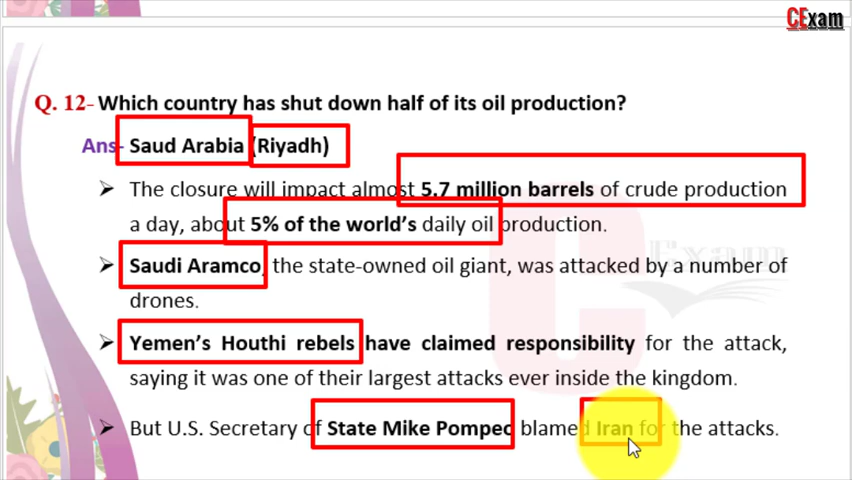 CExam
Q. 12- Which country has shut down half of its oil production?
Ans- Saud Arabia (Riyadh)
➢ The closure will impact almost 5.7 million barrels of crude production
a day, about 5% of the world's daily oil production.
➢ Saudi Aramco, the state-owned oil giant, was attacked by a number of
drones.
➢ Yemen's Houthi rebels have claimed responsibility for the attack,
saying it was one of their largest attacks ever inside the kingdom.
➢ But U.S. Secretary of State Mike Pompeo blamed Iran for the attacks.
CExam